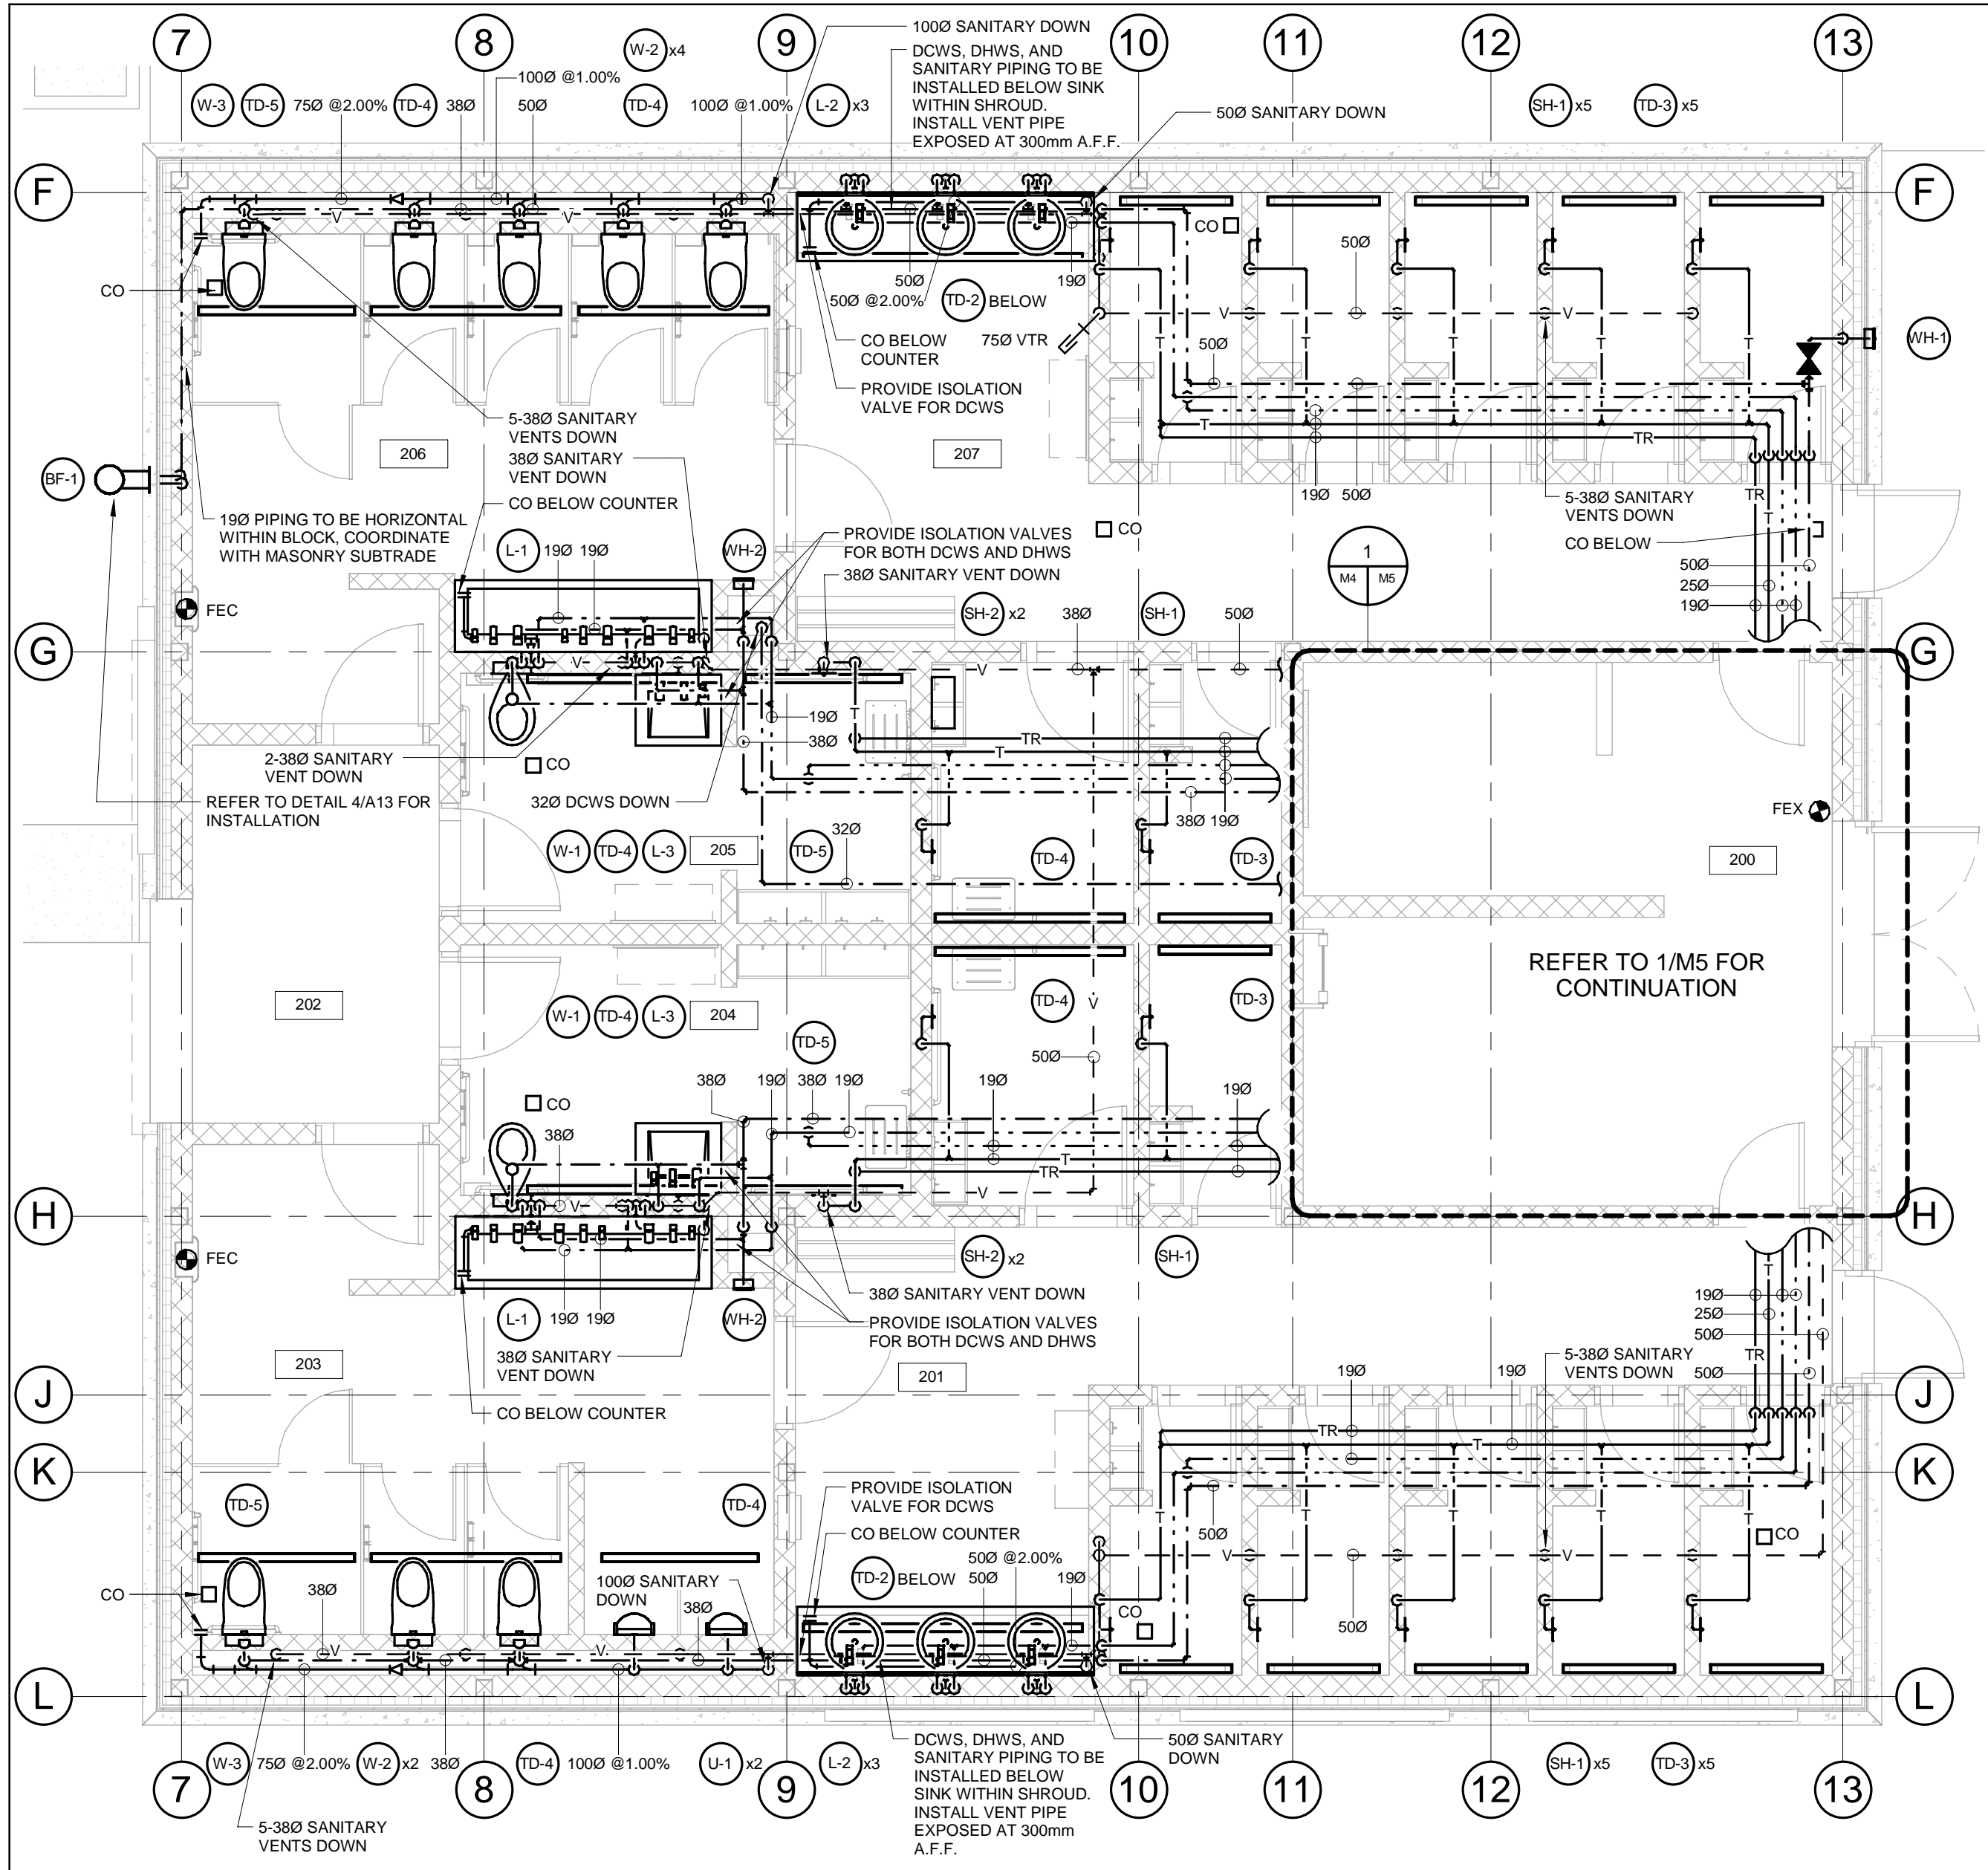 7
8
9
10
11
12
13
W-2 x4
100Ø SANITARY DOWN
DCWS, DHWS, AND
SANITARY PIPING TO BE
INSTALLED BELOW SINK
WITHIN SHROUD.
INSTALL VENT PIPE
EXPOSED AT 300mm A.F.F.
100Ø @1.00%
W-3
TD-5
75Ø @2.00%
TD-4
38Ø
50Ø
TD-4
100Ø @1.00%
L-2 x3
50Ø SANITARY DOWN
SH-1 x5
TD-3 x5
F
F
V
V
CO
50Ø
CO
50Ø
19Ø
50Ø @2.00%
TD-2 BELOW
V
V
CO BELOW
COUNTER
75Ø VTR
50Ø
T
T
T
T
T
WH-1
PROVIDE ISOLATION
VALVE FOR DCWS
5-38Ø SANITARY
VENTS DOWN
206
207
T
TR
38Ø SANITARY
VENT DOWN
BF-1
CO BELOW COUNTER
19Ø
50Ø
5-38Ø SANITARY
VENTS DOWN
TR
T
19Ø PIPING TO BE HORIZONTAL
WITHIN BLOCK, COORDINATE
WITH MASONRY SUBTRADE
PROVIDE ISOLATION VALVES
FOR BOTH DCWS AND DHWS
CO
CO BELOW
L-1
19Ø
19Ø
WH-2
1
M4
M5
38Ø SANITARY VENT DOWN
50Ø
25Ø
19Ø
FEC
SH-2 x2
38Ø
SH-1
50Ø
G
G
V
V
19Ø
T
38Ø
TR
T
2-38Ø SANITARY
VENT DOWN
CO
REFER TO DETAIL 4/A13 FOR
INSTALLATION
32Ø DCWS DOWN
38Ø
19Ø
FEX
W-1
TD-4
L-3
205
TD-5
32Ø
TD-4
TD-3
200
REFER TO 1/M5 FOR
CONTINUATION
202
W-1
TD-4
L-3
204
TD-4
V
TD-3
TD-5
50Ø
38Ø
19Ø
38Ø
19Ø
19Ø
19Ø
CO
38Ø
T
TR
V
V
H
H
FEC
SH-2 x2
SH-1
38Ø SANITARY VENT DOWN
T
19Ø
25Ø
50Ø
L-1
19Ø
19Ø
WH-2
PROVIDE ISOLATION VALVES
FOR BOTH DCWS AND DHWS
38Ø SANITARY
VENT DOWN
203
201
19Ø
19Ø
5-38Ø SANITARY
VENTS DOWN
TR
50Ø
J
J
CO BELOW COUNTER
TR
T
K
K
PROVIDE ISOLATION
VALVE FOR DCWS
TD-5
TD-4
T
T
T
T
T
CO BELOW COUNTER
50Ø
CO
50Ø @2.00%
V
V
TD-2 BELOW
50Ø
19Ø
CO
38Ø
100Ø SANITARY
DOWN
38Ø
CO
50Ø
V
V
L
L
DCWS, DHWS, AND
SANITARY PIPING TO BE
INSTALLED BELOW
SINK WITHIN SHROUD.
INSTALL VENT PIPE
EXPOSED AT 300mm
A.F.F.
50Ø SANITARY
DOWN
W-3
75Ø @2.00%
W-2 x2
38Ø
TD-4
100Ø @1.00%
U-1 x2
L-2 x3
SH-1 x5
TD-3 x5
7
8
9
10
11
12
13
5-38Ø SANITARY
VENTS DOWN